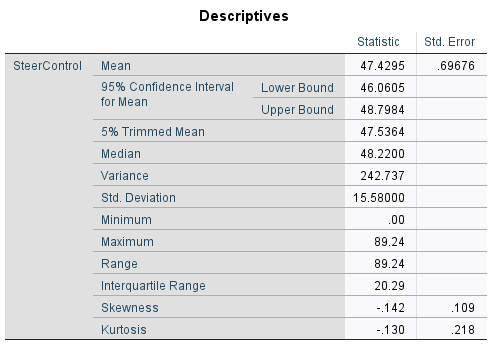 Descriptives
Statistic Std. Error
SteerControl Mean 47.4295 .69676
95% Confidence Interval for Mean Lower Bound 46.0605
Upper Bound 48.7984
5% Trimmed Mean 47.5364
Median 48.2200
Variance 242.737
Std. Deviation 15.58000
Minimum .00
Maximum 89.24
Range 89.24
Interquartile Range 20.29
Skewness -.142 .109
Kurtosis -.130 .218